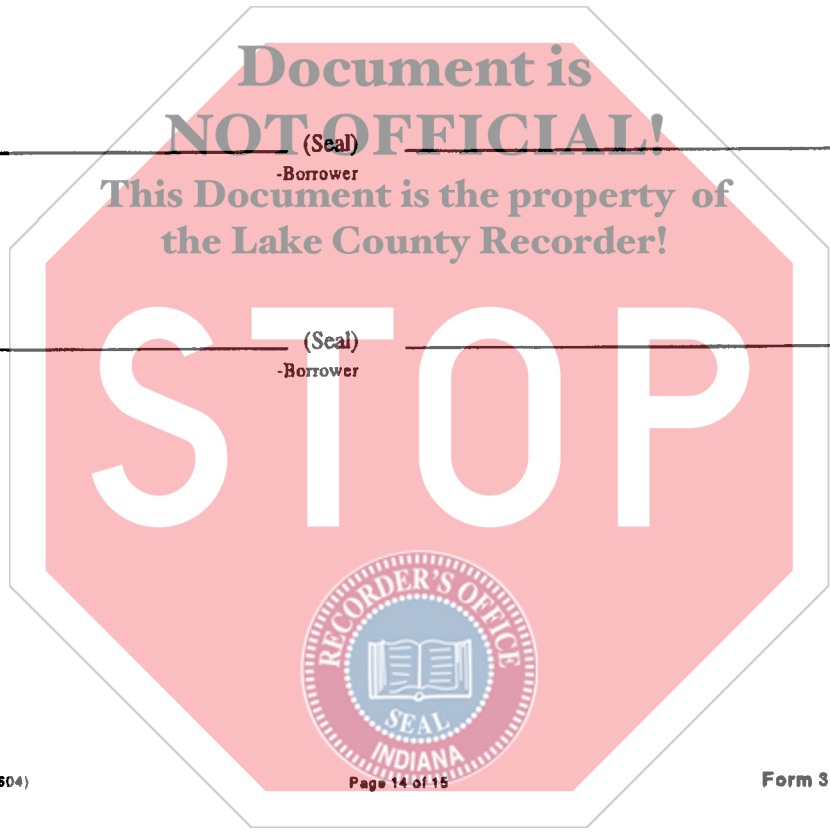 Document is
NOT OFFICIAL!
(Seal)
-Borrower
This Document is the property of
the Lake County Recorder!
STOP
(Seal)
-Borrower
RECORDER'S OFFICE
SEAL
INDIANA
604)
Page 14 of 15
Form 3